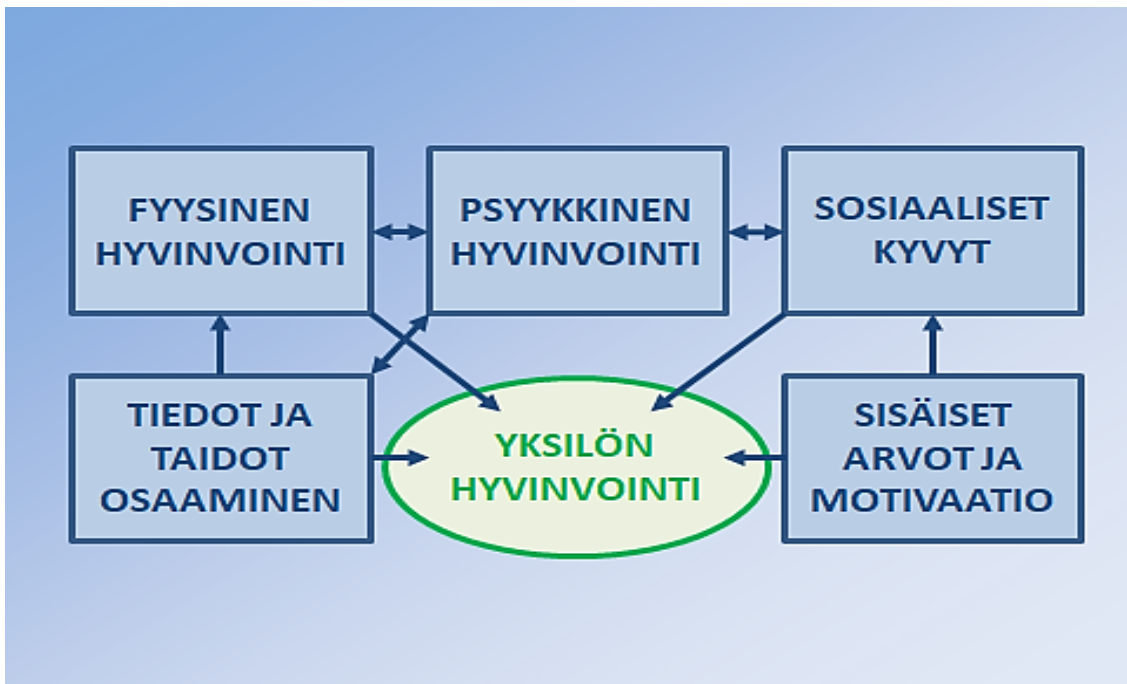 FYYSINEN
HYVINVOINTI
PSYYKKINEN
HYVINVOINTI
SOSIAALISET
KYVYT
TIEDOT JA
TAIDOT
OSAAMINEN
YKSILÖN
HYVINVOINTI
SISÄISET
ARVOT JA
MOTIVAATIO